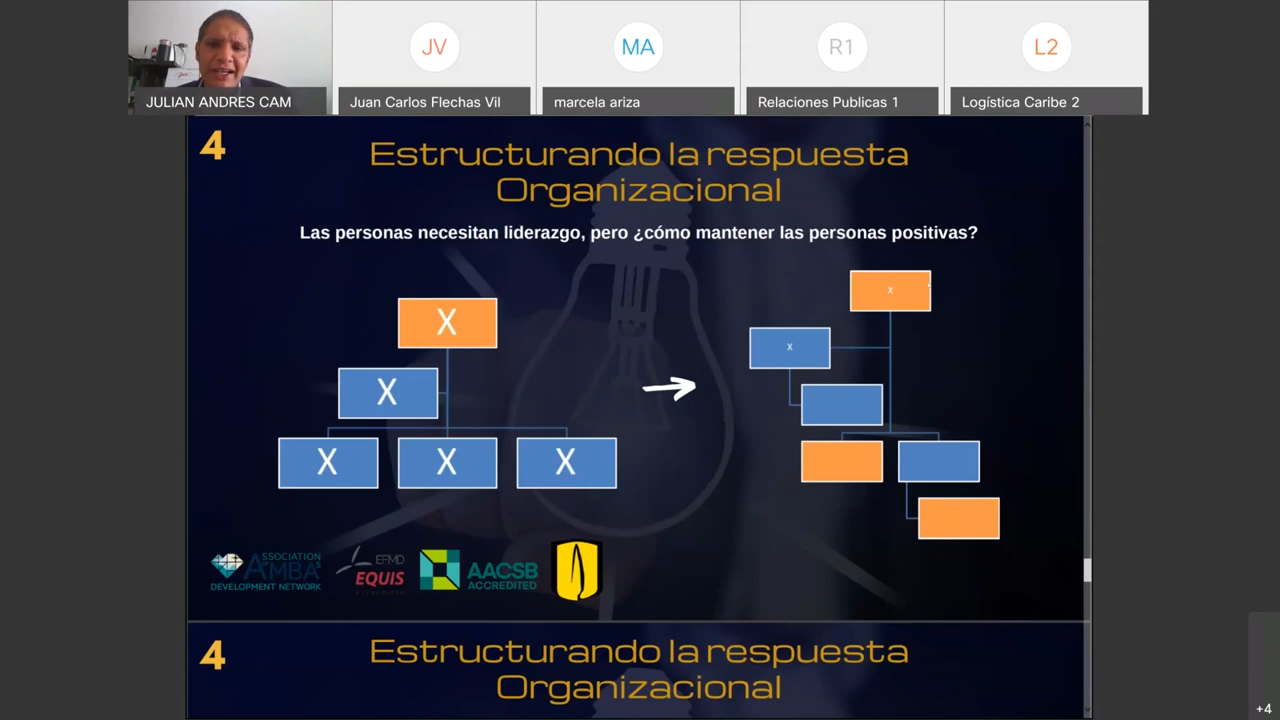 JV
MA
R1
L2
JULIAN ANDRES CAM
Juan Carlos Flechas Vil
marcela ariza
Relaciones Publicas 1
Logística Caribe 2
4
Estructurando la respuesta
Organizacional
Las personas necesitan liderazgo, pero ¿cómo mantener las personas positivas?
X
X
X
X
X
X
X
SSOCIATION
AMBA's
DEVELOPMENT NETWORK
EFMD
EQUIS
ACCREDITED
AACSB
ACCREDITED
4
Estructurando la respuesta
Organizacional
+4